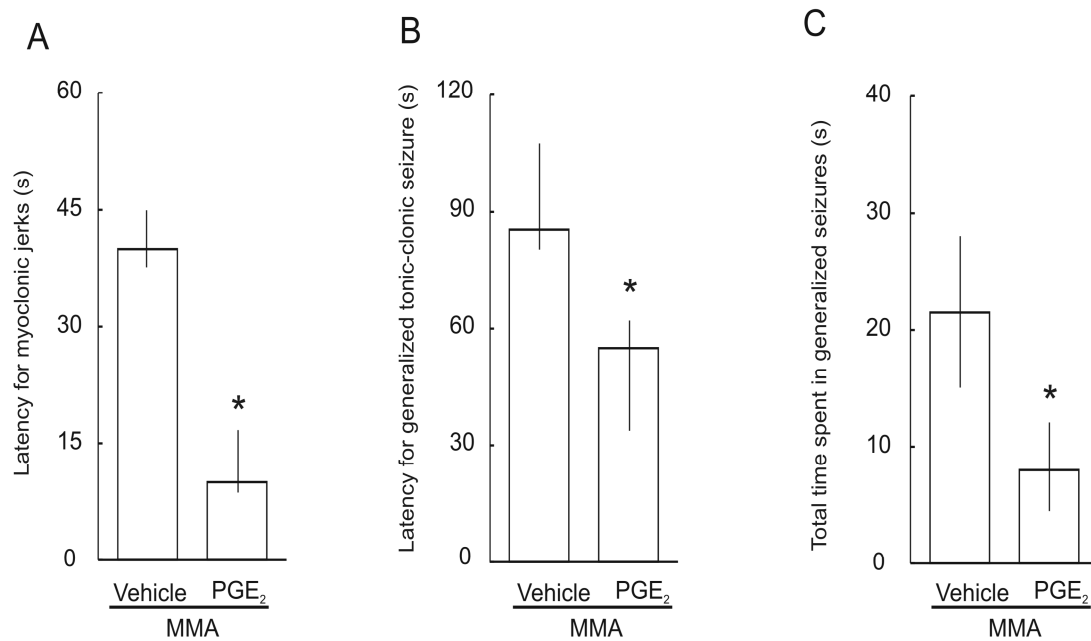 A
Latency for myoclonic jerks (s)
60
45
30
15
0
*
Vehicle PGE₂
MMA
B
Latency for generalized tonic-clonic seizure (s)
120
90
60
30
0
*
Vehicle PGE₂
MMA
C
Total time spent in generalized seizures (s)
40
30
20
10
0
*
Vehicle PGE₂
MMA